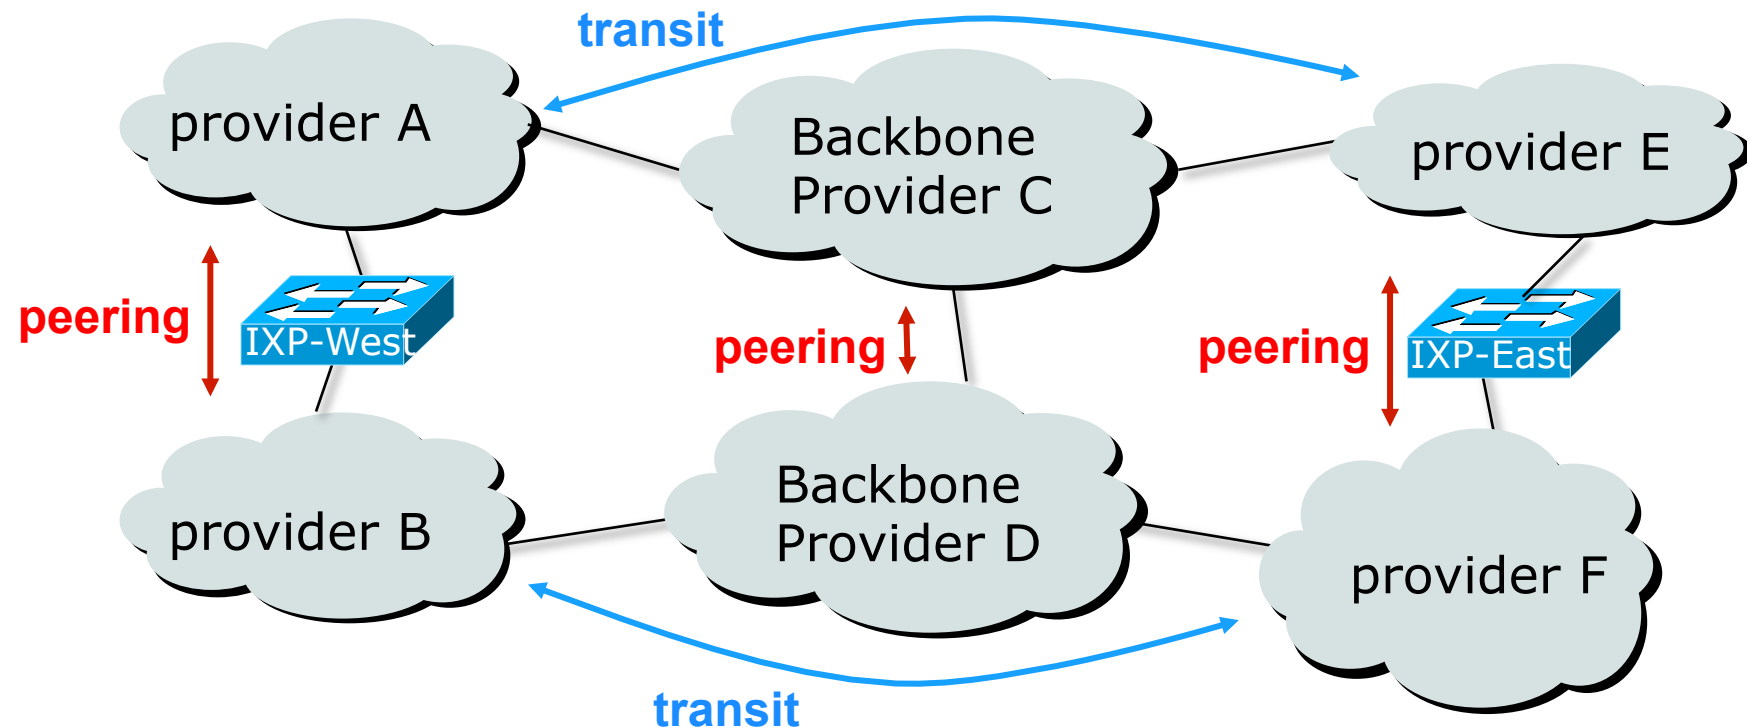 transit
provider A
Backbone
Provider C
provider E
peering
IXP-West
peering
peering
IXP-East
provider B
Backbone
Provider D
provider F
transit